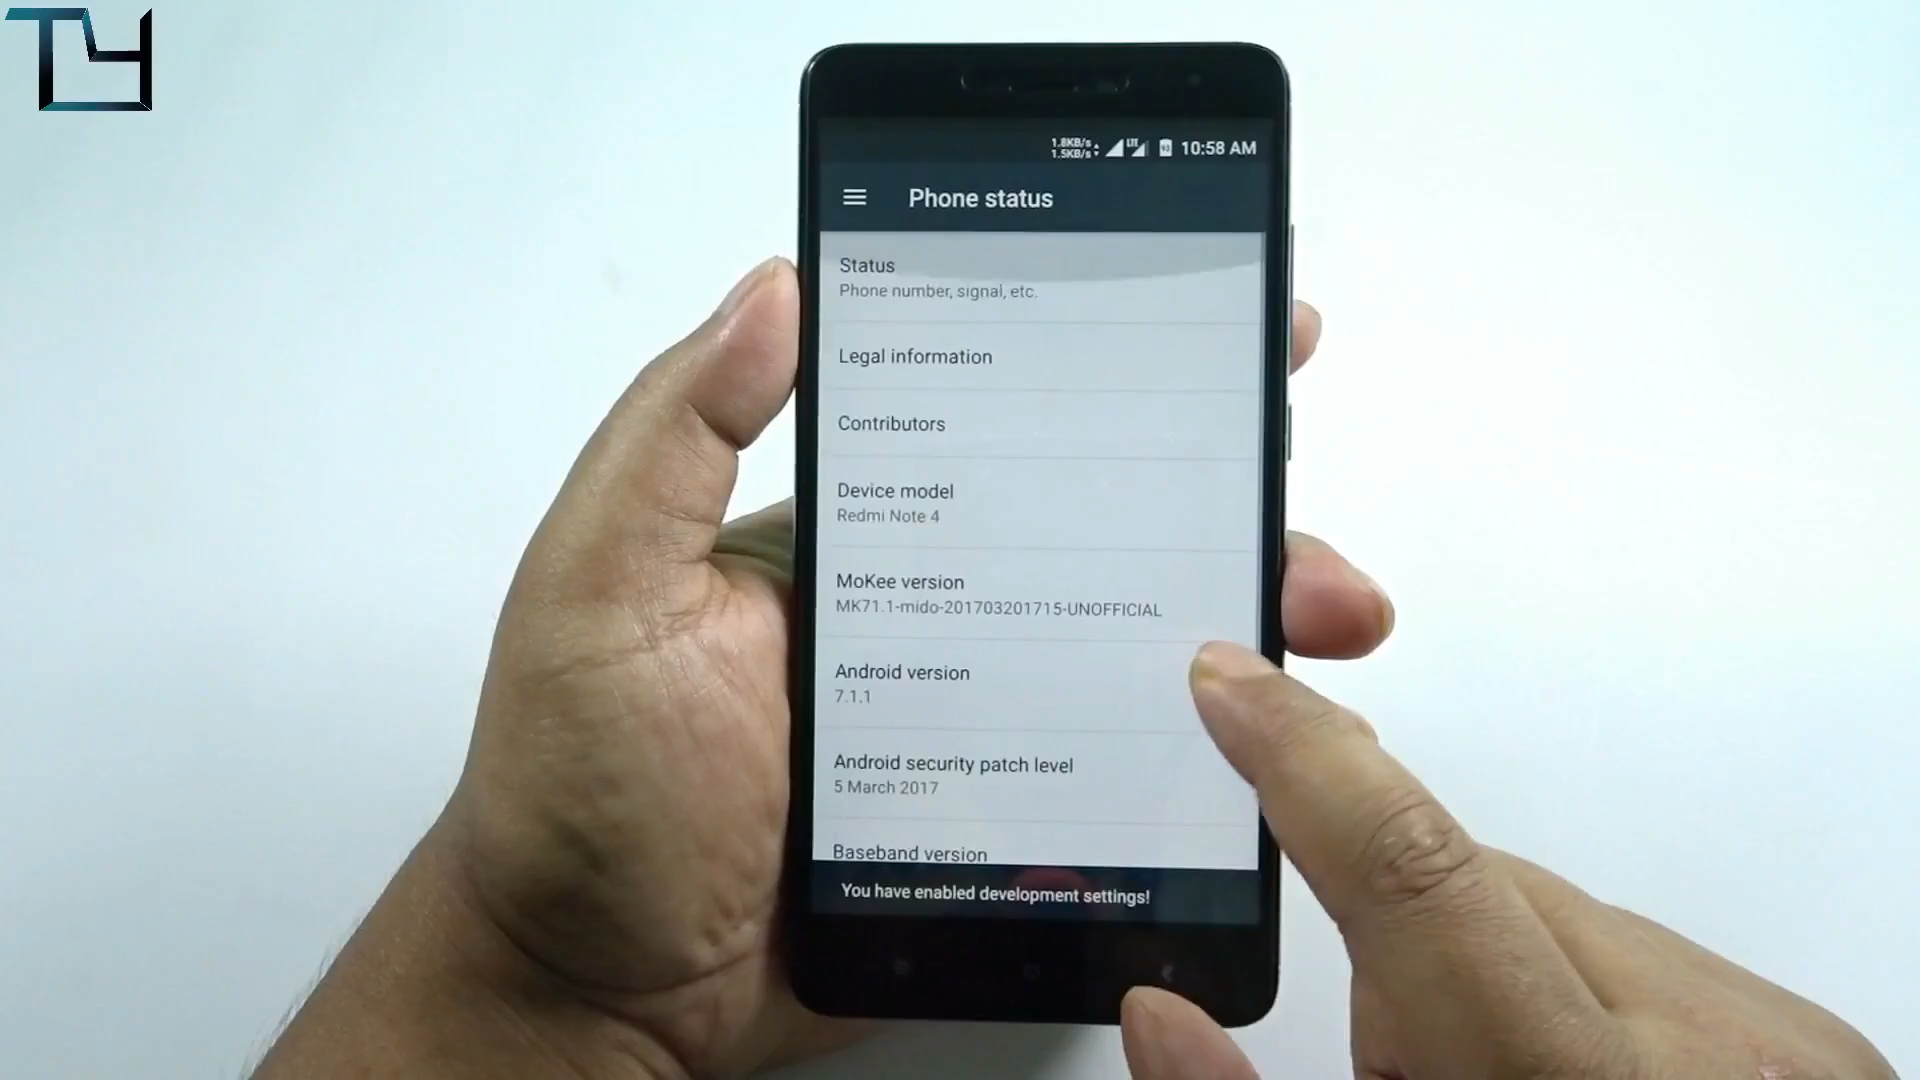 TY
1.8KB/s
1.5KB/s
LTE
93
10:58 AM
Phone status
Status
Phone number, signal, etc.
Legal information
Contributors
Device model
Redmi Note 4
MoKee version
MK71.1-mido-201703201715-UNOFFICIAL
Android version
7.1.1
Android security patch level
5 March 2017
Baseband version
You have enabled development settings!